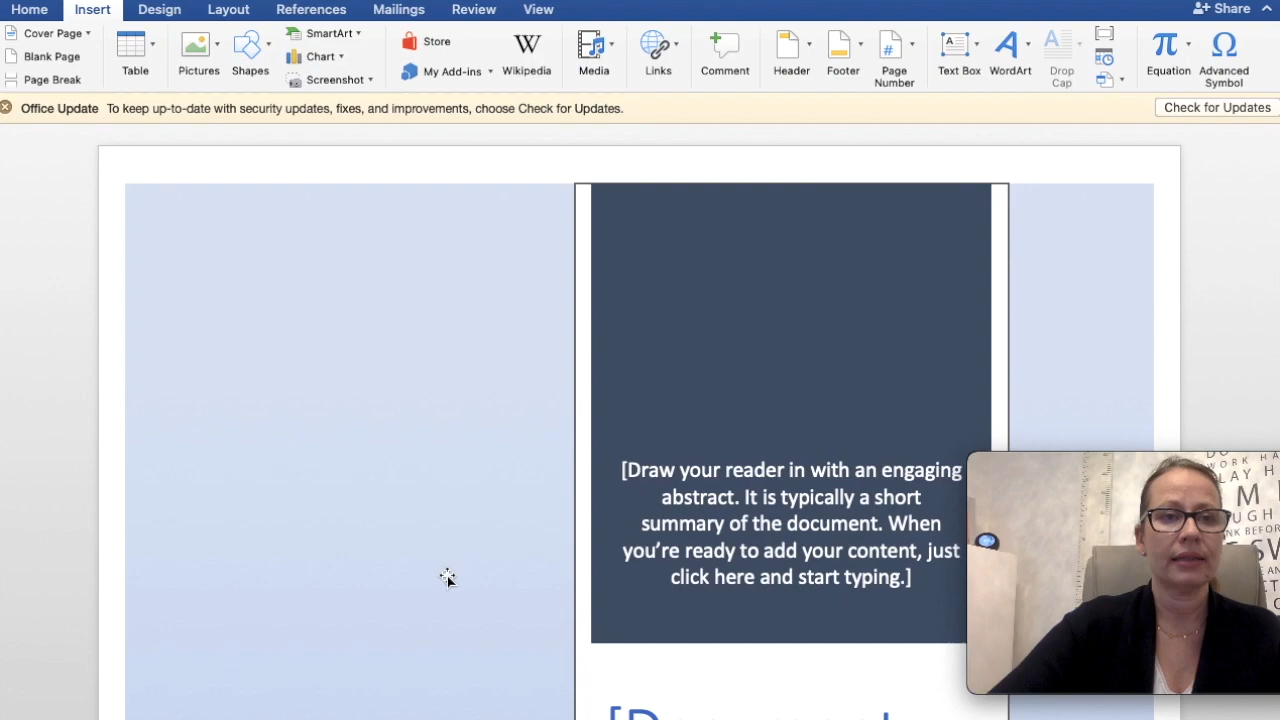 Home Insert Design Layout References Mailings Review View Share
Cover Page
Blank Page
Page Break
Table
Pictures
Shapes
SmartArt
Chart
Screenshot
Store
My Add-ins
W
Wikipedia
Media
Links
Comment
Header
Footer
#
Page
Number
A
Text Box
A
WordArt
A
Drop
Cap
π
Equation
Ω
Advanced
Symbol
Office Update To keep up-to-date with security updates, fixes, and improvements, choose Check for Updates. Check for Updates
[Draw your reader in with an engaging
abstract. It is typically a short
summary of the document. When
you're ready to add your content, just
click here and start typing.]
WORK HA
LAY H